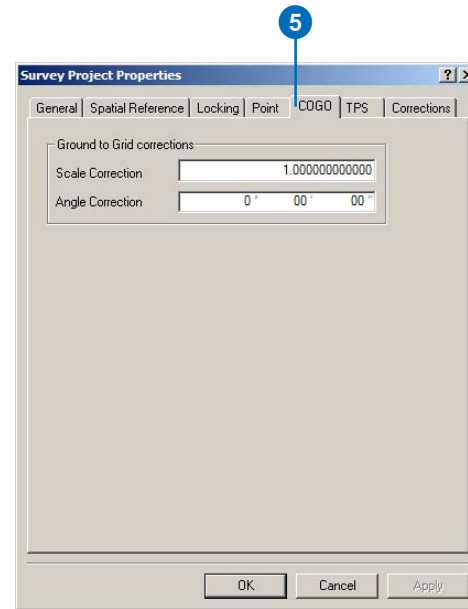 5
Survey Project Properties
General Spatial Reference Locking Point COGO TPS Corrections
Ground to Grid corrections
Scale Correction 1.000000000000
Angle Correction 0 ° 00 ' 00 "
OK Cancel Apply